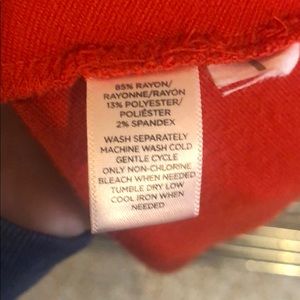 85% RAYON/
RAYONNE/RAYÓN
13% POLYESTER/
POLIÉSTER
2% SPANDEX
WASH SEPARATELY
MACHINE WASH COLD
GENTLE CYCLE
ONLY NON-CHLORINE
BLEACH WHEN NEEDED
TUMBLE DRY LOW
COOL IRON WHEN
NEEDED